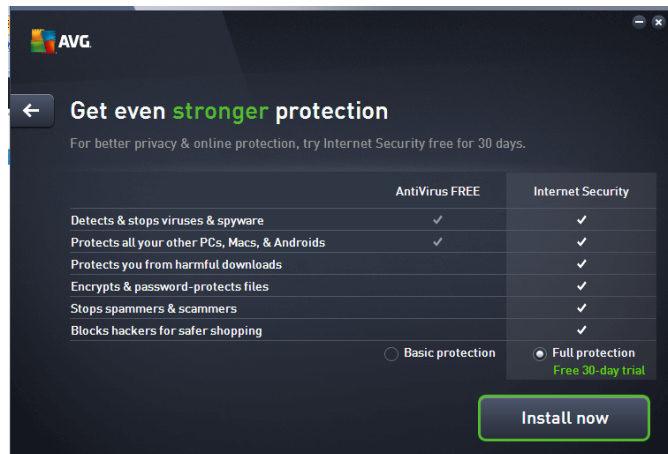 AVG
Get even stronger protection
For better privacy & online protection, try Internet Security free for 30 days.
AntiVirus FREE Internet Security
Detects & stops viruses & spyware
Protects all your other PCs, Macs, & Androids
Protects you from harmful downloads
Encrypts & password-protects files
Stops spammers & scammers
Blocks hackers for safer shopping
Basic protection Full protection
Free 30-day trial
Install now